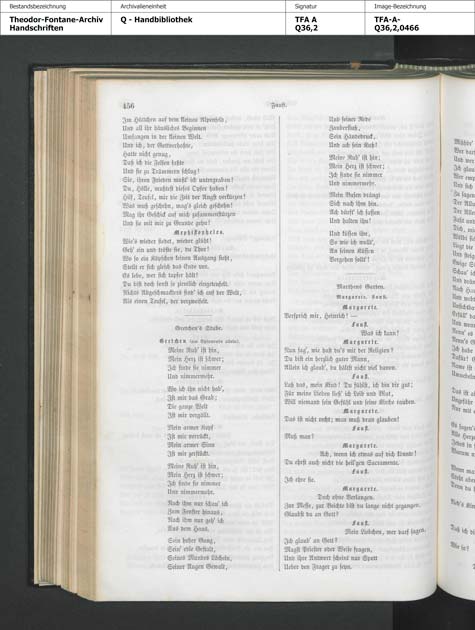 Bestandsbezeichnung
Archivalieneinheit
Signatur
Image-Bezeichnung
Theodor-Fontane-Archiv
Handschriften
Q - Handbibliothek
TFA A
Q36,2
TFA-A-
Q36,2,0466
456
Faust.
Im Hüttchen auf dem kleinen Alpenfeld,
Und all ihr häusliches Beginnen
Umfangen in der kleinen Welt.
Und ich, der Gottverhaßte,
Hatte nicht genug,
Daß ich die Felsen faßte
Und sie zu Trümmern schlug!
Sie, ihren Frieden mußt' ich untergraben!
Du, Hölle, mußtest dieses Opfer haben!
Hilf, Teufel, mir die Zeit der Angst verkürzen!
Was muß geschehn, mag's gleich geschehn!
Mag ihr Geschick auf mich zusammenstürzen
Und sie mit mir zu Grunde gehn!
Mephistopheles.
Wie's wieder siedet, wieder glüht!
Geh' ein und tröste sie, du Thor!
Wo so ein Köpfchen keinen Ausgang sieht,
Stellt er sich gleich das Ende vor.
Es lebe, wer sich tapfer hält!
Du bist doch sonst so ziemlich eingeteufelt.
Nichts Abgeschmackters find' ich auf der Welt,
Als einen Teufel, der verzweifelt.
Gretchen's Stube.
Gretchen (am Spinnrade allein).
Meine Ruh' ist hin,
Mein Herz ist schwer;
Ich finde sie nimmer
Und nimmermehr.
Wo ich ihn nicht hab',
Ist mir das Grab;
Die ganze Welt
Ist mir vergällt.
Mein armer Kopf
Ist mir verrückt,
Mein armer Sinn
Ist mir zerstückt.
Meine Ruh' ist hin,
Mein Herz ist schwer;
Ich finde sie nimmer
Und nimmermehr.
Nach ihm nur schau' ich
Zum Fenster hinaus,
Nach ihm nur geh' ich
Aus dem Haus.
Sein hoher Gang,
Sein' edle Gestalt,
Seines Mundes Lächeln,
Seiner Augen Gewalt,
Und seiner Rede
Zauberfluß,
Sein Händedruck,
Und ach sein Kuß!
Meine Ruh' ist hin;
Mein Herz ist schwer;
Ich finde sie nimmer
Und nimmermehr.
Mein Busen drängt
Sich nach ihm hin.
Ach dürft' ich fassen
Und halten ihn!
Und küssen ihn,
So wie ich wollt',
An seinen Küssen
Vergehen sollt'!
Marthens Garten.
Margarete. Faust.
Margarete.
Versprich mir, Heinrich! —
Faust.
Was ich kann!
Margarete.
Nun sag', wie hast du's mit der Religion?
Du bist ein herzlich guter Mann,
Allein ich glaub', du hältst nicht viel davon.
Faust.
Laß das, mein Kind! Du fühlst, ich bin dir gut;
Für meine Lieben ließ' ich Leib und Blut,
Will niemand sein Gefühl und seine Kirche rauben.
Margarete.
Das ist nicht recht; man muß dran glauben!
Faust.
Muß man?
Margarete.
Ach, wenn ich etwas auf dich könnte!
Du ehrst auch nicht die heil'gen Sacramente.
Faust.
Ich ehre sie.
Margarete.
Doch ohne Verlangen.
Zur Messe, zur Beichte bist du lange nicht gegangen.
Glaubst du an Gott?
Faust.
Mein Liebchen, wer darf sagen,
Ich glaub' an Gott?
Magst Priester oder Weise fragen,
Und ihre Antwort scheint nur Spott
Ueber den Frager zu seyn.